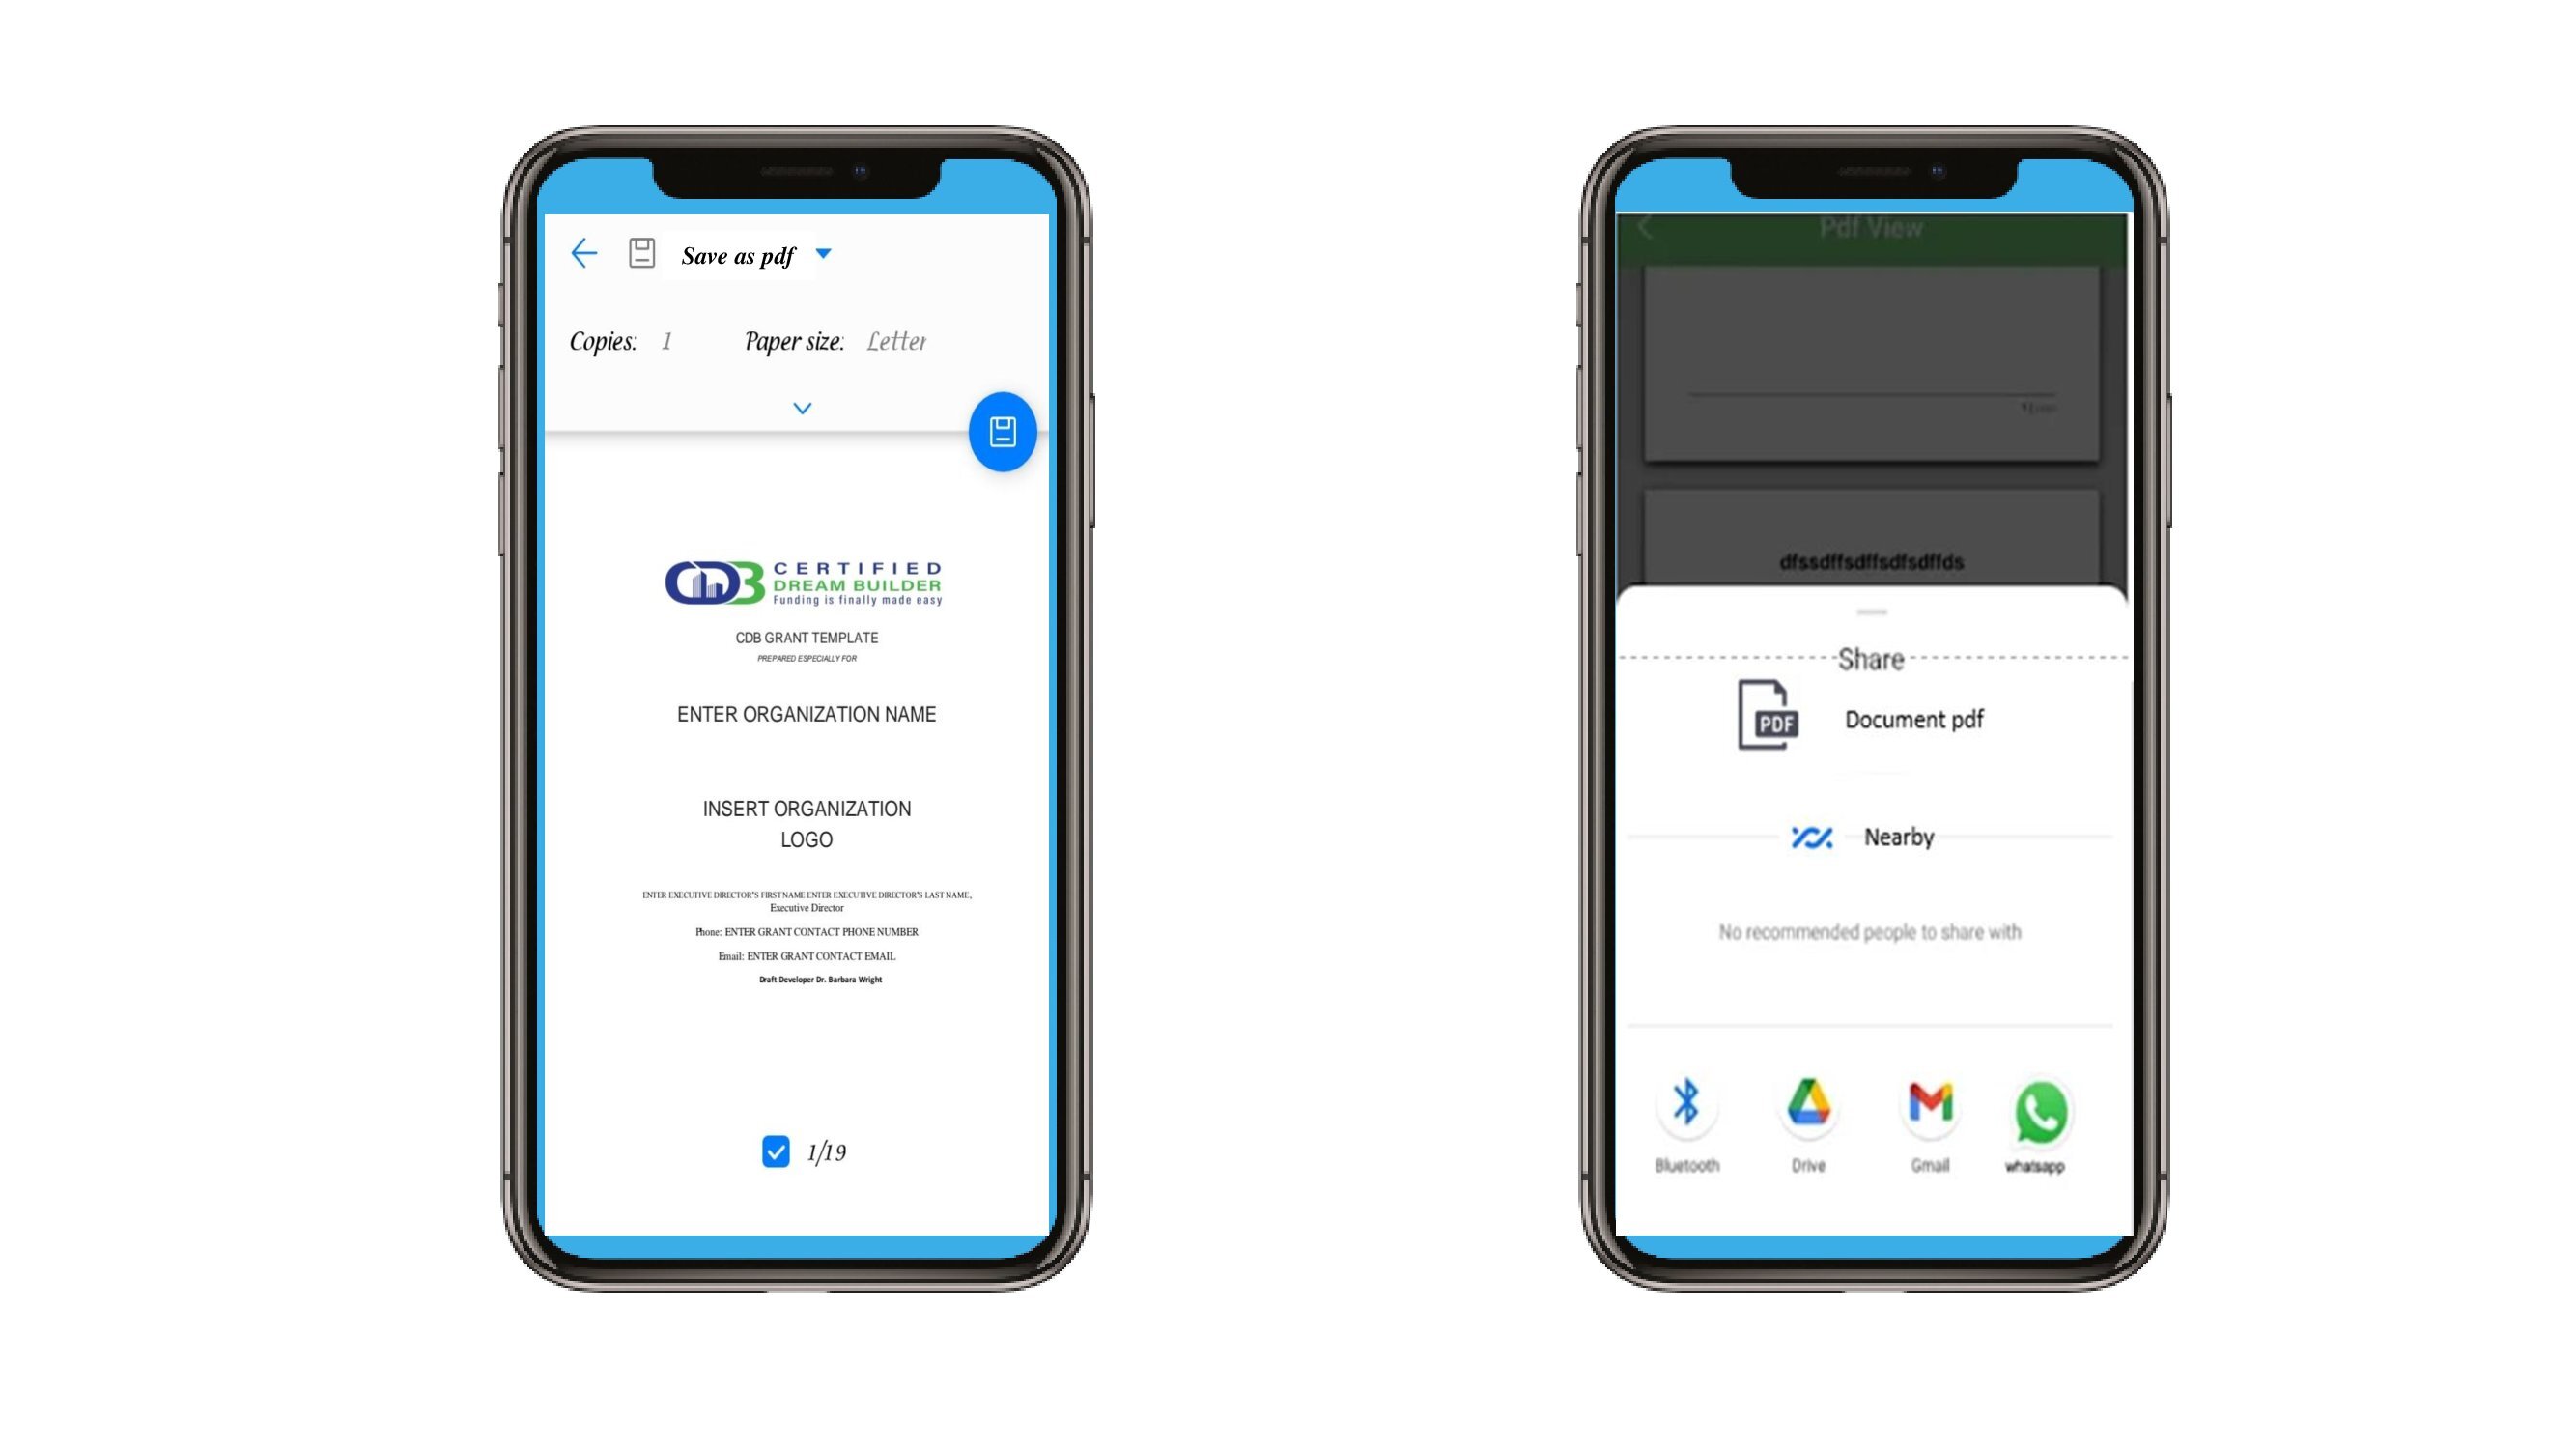 Save as pdf
Copies: 1 Paper size: Letter
CERTIFIED
DREAM BUILDER
Funding is finally made easy
CDB GRANT TEMPLATE
PREPARED ESPECIALLY FOR
ENTER ORGANIZATION NAME
INSERT ORGANIZATION
LOGO
ENTER EXECUTIVE DIRECTOR'S FIRST NAME ENTER EXECUTIVE DIRECTOR'S LAST NAME,
Executive Director
Phone: ENTER GRANT CONTACT PHONE NUMBER
Email: ENTER GRANT CONTACT EMAIL
Draft Developer Dr. Barbara Wright
1/19
Pdf View
dfssdffsdffsdfsdffds
Share
PDF Document pdf
Nearby
No recommended people to share with
Bluetooth Drive Gmail whatsapp